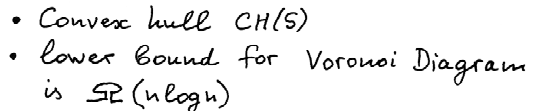 • Convex hull CH(S)
• lower bound for Voronoi Diagram
is Ω(nlogn)